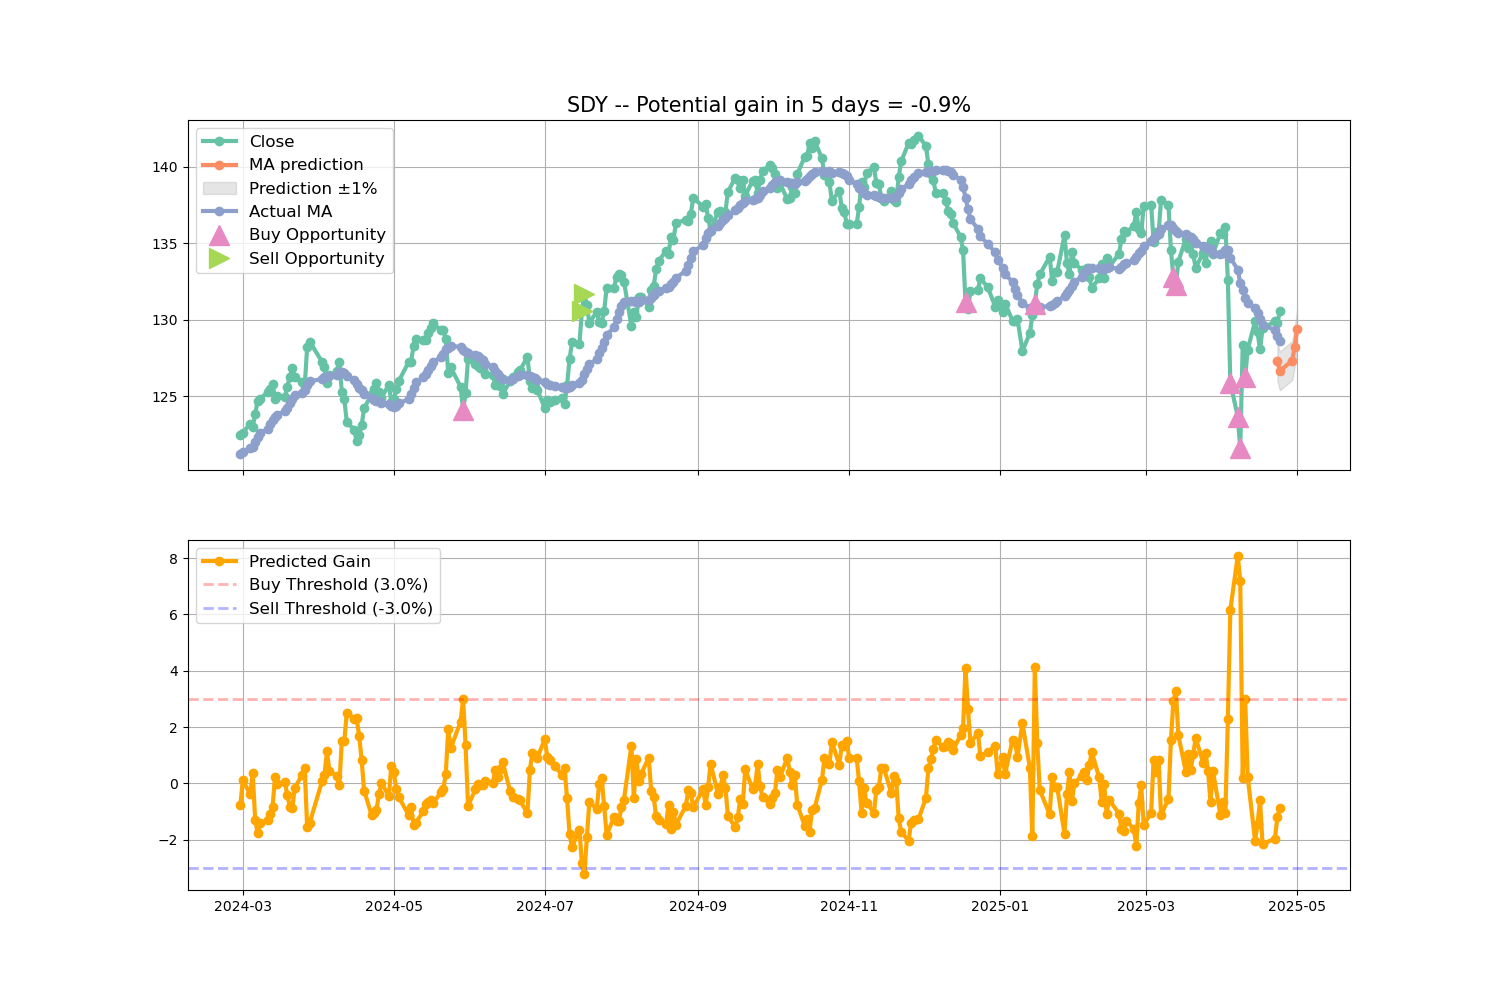 SDY -- Potential gain in 5 days = -0.9%
Close
MA prediction
Prediction ±1%
Actual MA
Buy Opportunity
Sell Opportunity
140
135
130
125
Predicted Gain
Buy Threshold (3.0%)
Sell Threshold (-3.0%)
8
6
4
2
0
−2
2024-03 2024-05 2024-07 2024-09 2024-11 2025-01 2025-03 2025-05